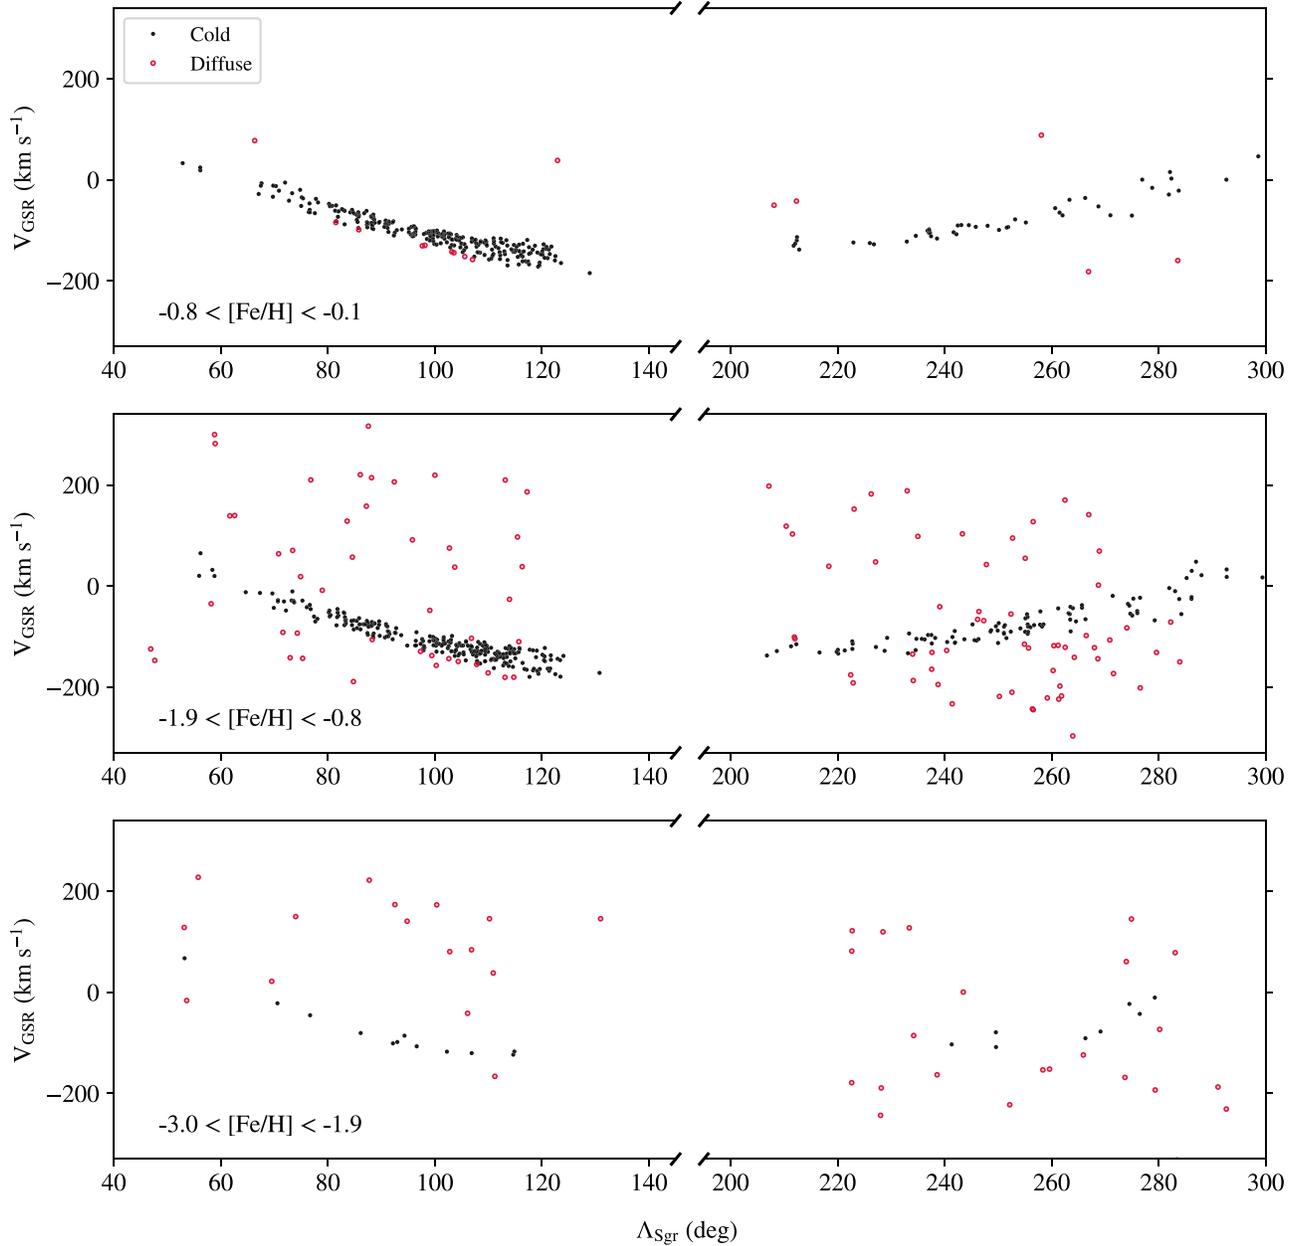 Cold
Diffuse
200
0
−200
V_GSR (km s⁻¹)
-0.8 < [Fe/H] < -0.1
40 60 80 100 120 140 200 220 240 260 280 300
200
0
−200
V_GSR (km s⁻¹)
-1.9 < [Fe/H] < -0.8
40 60 80 100 120 140 200 220 240 260 280 300
200
0
−200
V_GSR (km s⁻¹)
-3.0 < [Fe/H] < -1.9
40 60 80 100 120 140 200 220 240 260 280 300
Λ_Sgr (deg)